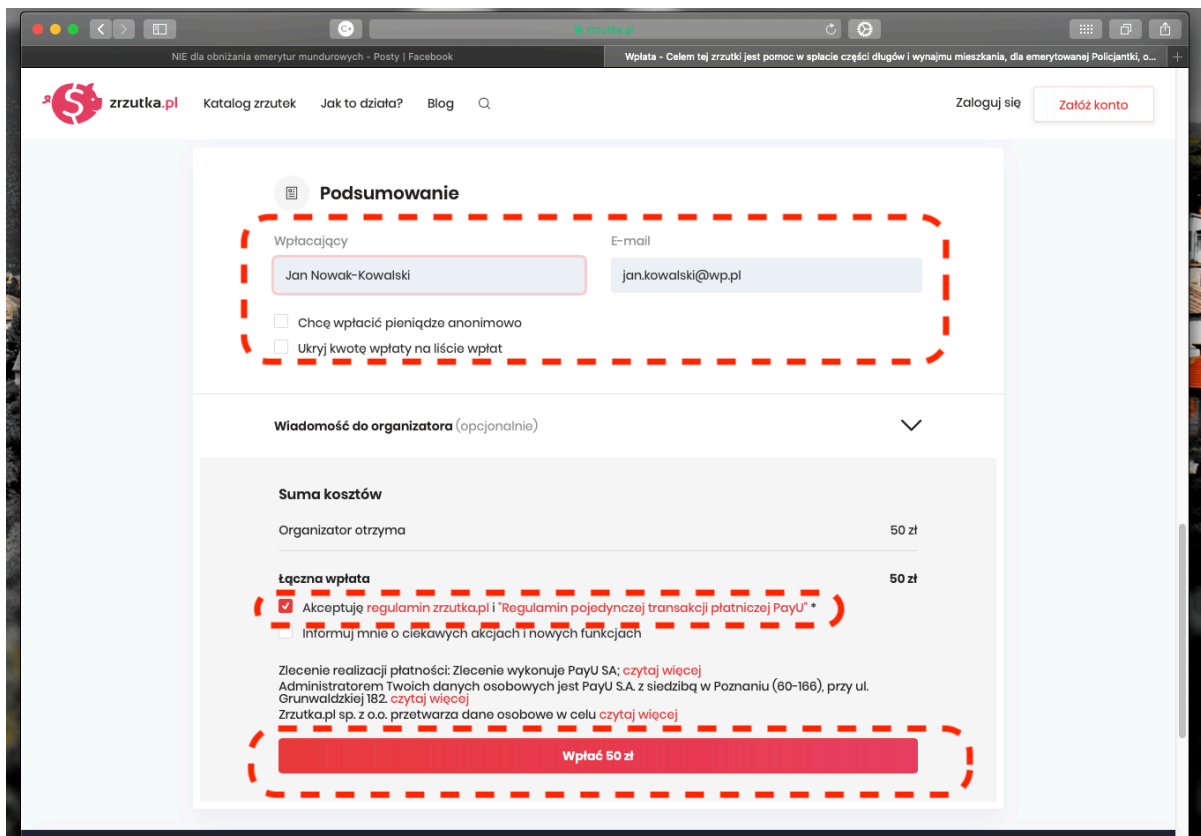 zrzutka.pl
NIE dla obniżania emerytur mundurowych - Posty | Facebook
Wpłata - Celem tej zrzutki jest pomoc w spłacie części długów i wynajmu mieszkania, dla emerytowanej Policjantki, o...
zrzutka.pl Katalog zrzutek Jak to działa? Blog Zaloguj się Załóż konto
Podsumowanie
Wpłacający E-mail
Jan Nowak-Kowalski jan.kowalski@wp.pl
Chcę wpłacić pieniądze anonimowo
Ukryj kwotę wpłaty na liście wpłat
Wiadomość do organizatora (opcjonalnie)
Suma kosztów
Organizator otrzyma 50 zł
Łączna wpłata 50 zł
Akceptuję regulamin zrzutka.pl i "Regulamin pojedynczej transakcji płatniczej PayU" *
Informuj mnie o ciekawych akcjach i nowych funkcjach
Zlecenie realizacji płatności: Zlecenie wykonuje PayU SA; czytaj więcej
Administratorem Twoich danych osobowych jest PayU S.A. z siedzibą w Poznaniu (60-166), przy ul.
Grunwaldzkiej 182. czytaj więcej
Zrzutka.pl sp. z o.o. przetwarza dane osobowe w celu czytaj więcej
Wpłać 50 zł